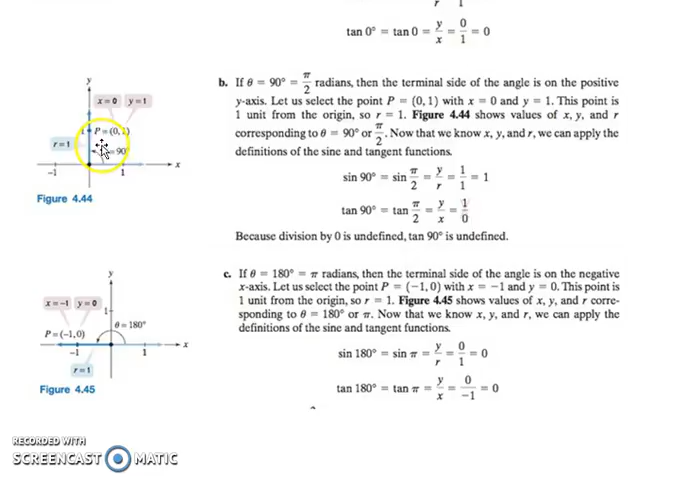 tan 0° = tan 0 = y/x = 0/1 = 0
b. If θ = 90° = π/2 radians, then the terminal side of the angle is on the positive
y-axis. Let us select the point P = (0, 1) with x = 0 and y = 1. This point is
1 unit from the origin, so r = 1. Figure 4.44 shows values of x, y, and r
corresponding to θ = 90° or π/2. Now that we know x, y, and r, we can apply the
definitions of the sine and tangent functions.
sin 90° = sin π/2 = y/r = 1/1 = 1
tan 90° = tan π/2 = y/x = 1/0
Because division by 0 is undefined, tan 90° is undefined.
y
x = 0 y = 1
1 P = (0, 1)
r = 1
= 90°
x
−1 1
Figure 4.44
c. If θ = 180° = π radians, then the terminal side of the angle is on the negative
x-axis. Let us select the point P = (−1, 0) with x = −1 and y = 0. This point is
1 unit from the origin, so r = 1. Figure 4.45 shows values of x, y, and r corre-
sponding to θ = 180° or π. Now that we know x, y, and r, we can apply the
definitions of the sine and tangent functions.
sin 180° = sin π = y/r = 0/1 = 0
tan 180° = tan π = y/x = 0/−1 = 0
y
x = −1 y = 0
1
θ = 180°
P = (−1, 0)
x
−1 1
r = 1
Figure 4.45
RECORDED WITH
SCREENCAST MATIC